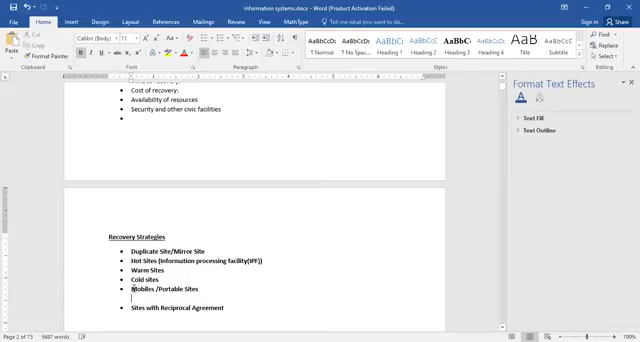 Information systems.docx - Word (Product Activation Failed)
File Home Insert Design Layout References Mailings Review View MathType Tell me what you want to do... Sign in Share
Paste
Cut
Copy
Format Painter
Clipboard
Calibri (Body) 11
Font
Paragraph
AaBbCcDc AaBbCcDc AaBbCc AaBbCcC AaBbCc AaBbCcD AaB AaBbCcD
¶ Normal ¶ No Spac... Heading 1 Heading 2 Heading 3 Heading 4 Title Subtitle
Styles
Find
Replace
Select
Editing
Format Text Effects
Text Fill
Text Outline
Cost of recovery:
Availability of resources
Security and other civic facilities
Recovery Strategies
Duplicate Site/Mirror Site
Hot Sites (Information processing facility(IPF))
Warm Sites
Cold sites
Mobiles /Portable Sites
Sites with Reciprocal Agreement
Page 2 of 73 5687 words 100%